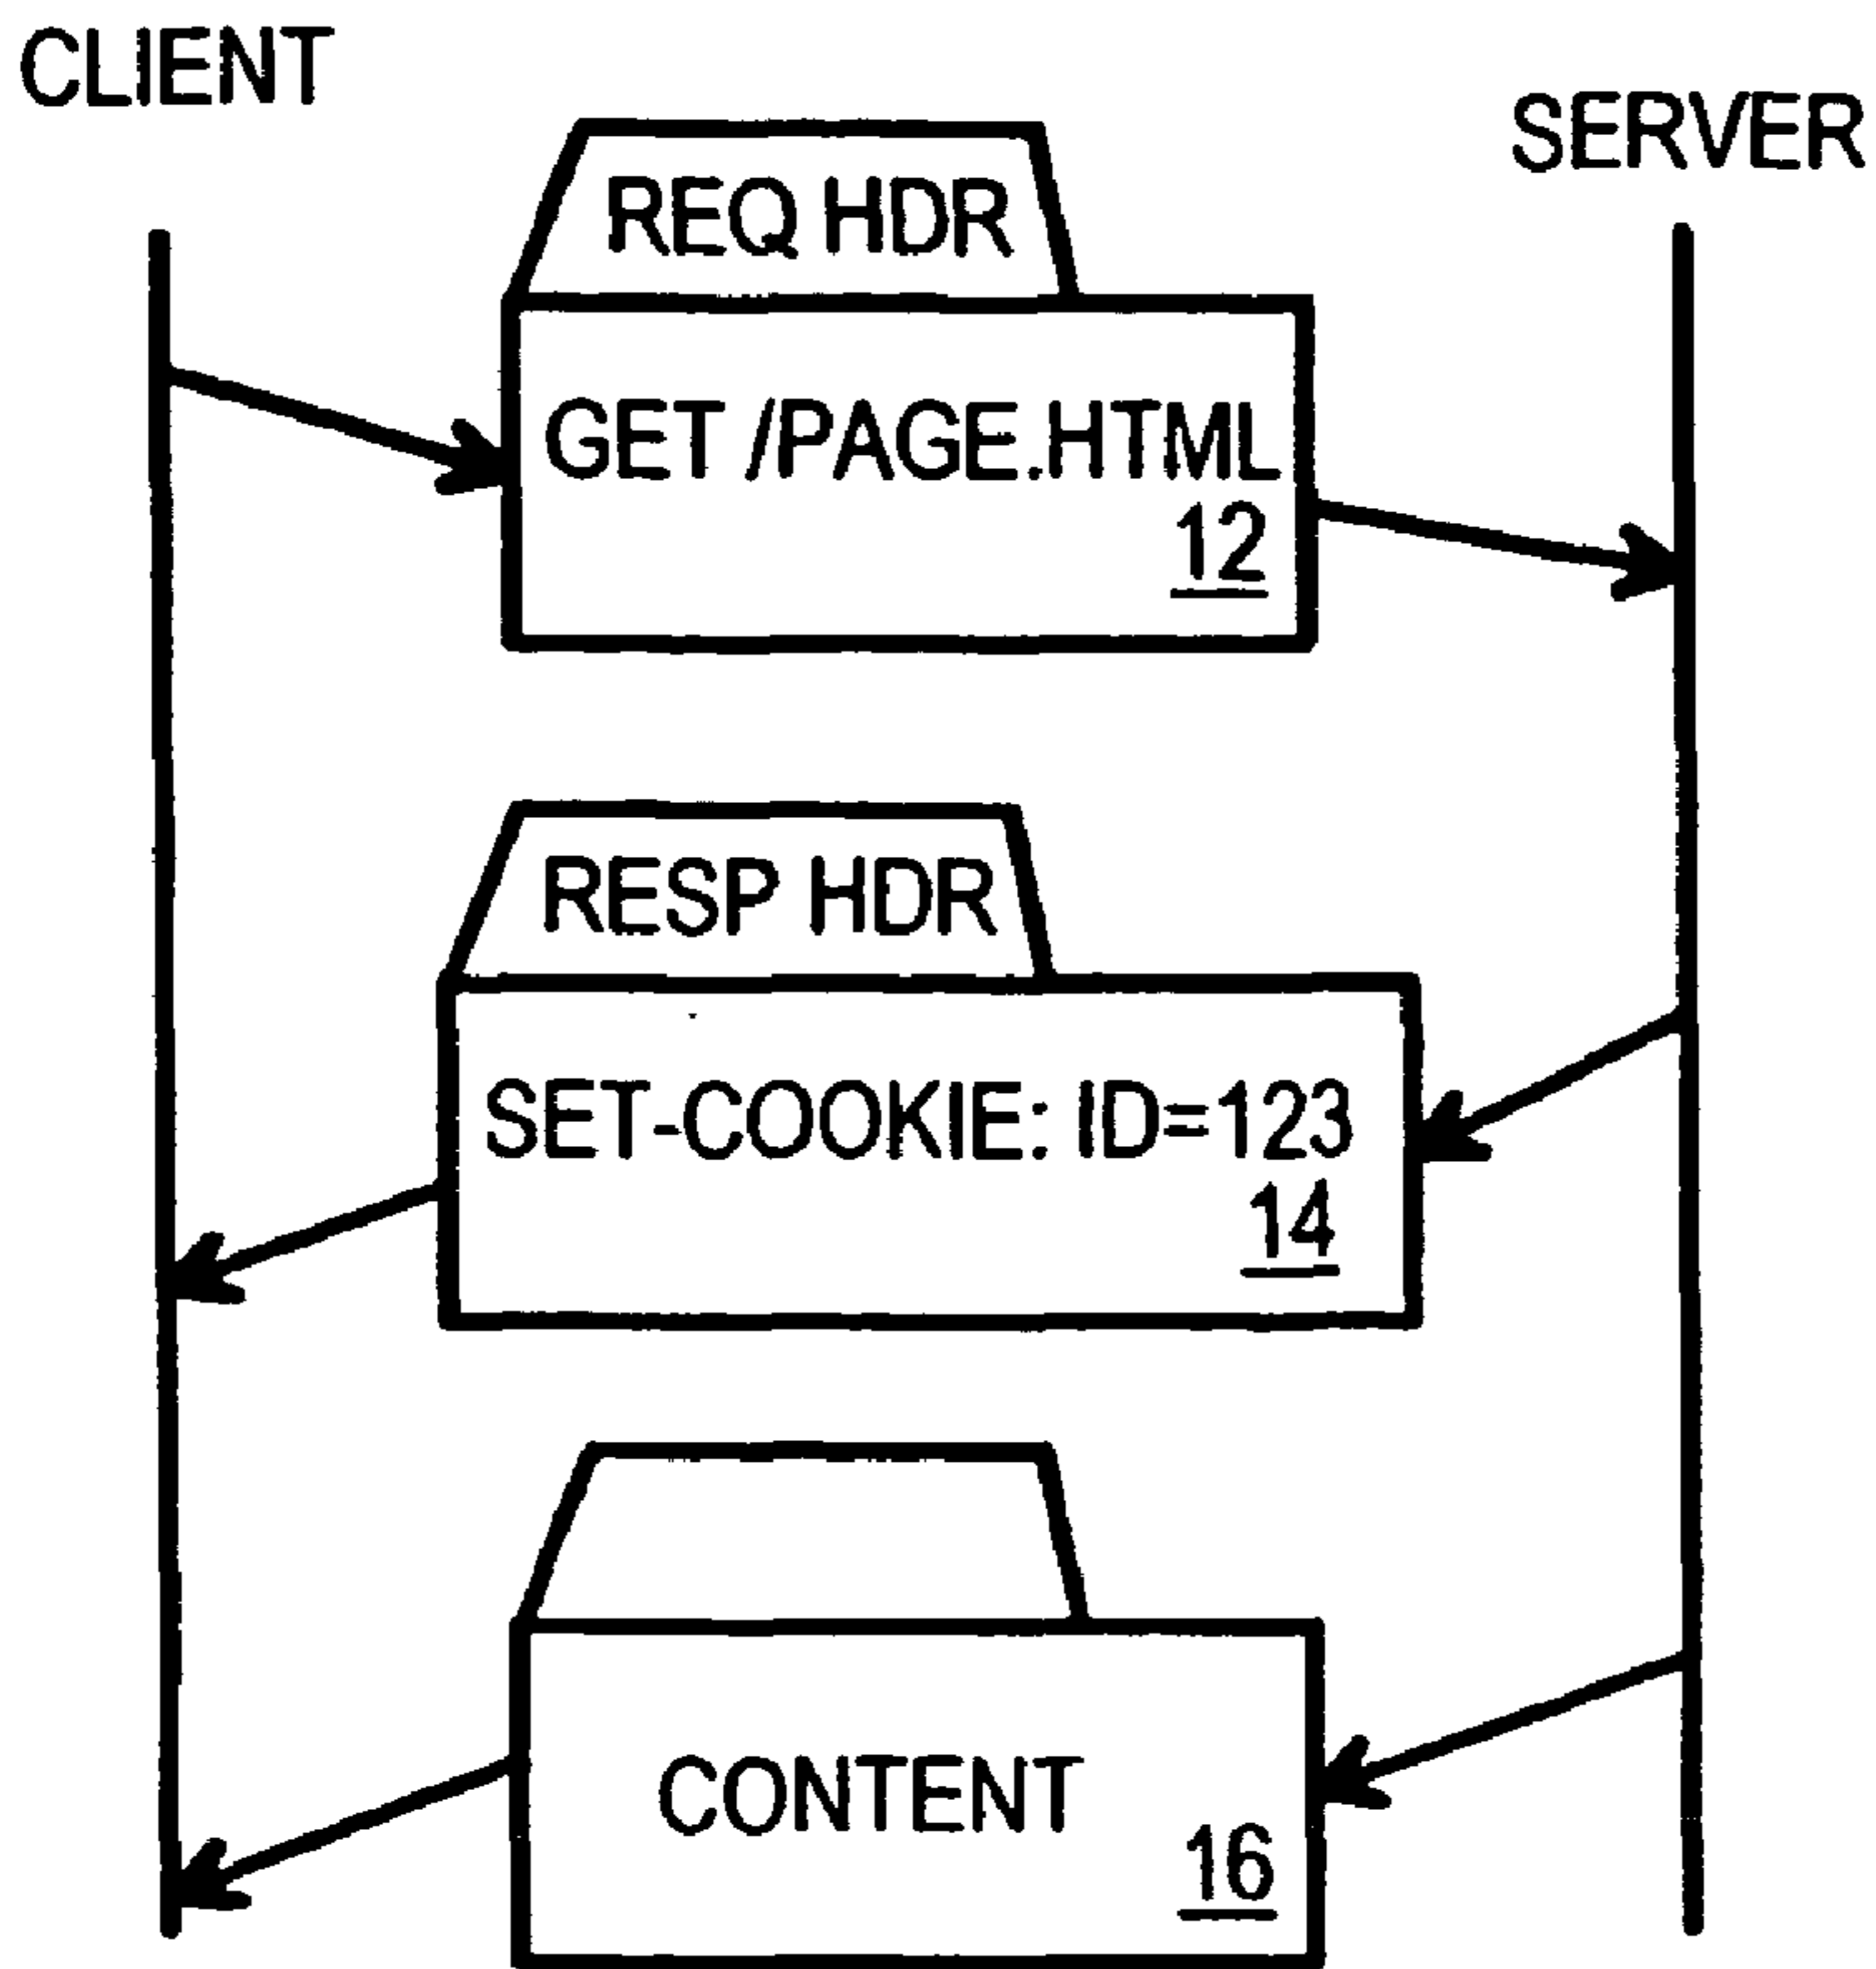 CLIENT
SERVER
REQ HDR
GET /PAGE.HTML
12
RESP HDR
SET-COOKIE: ID=123
14
CONTENT
16